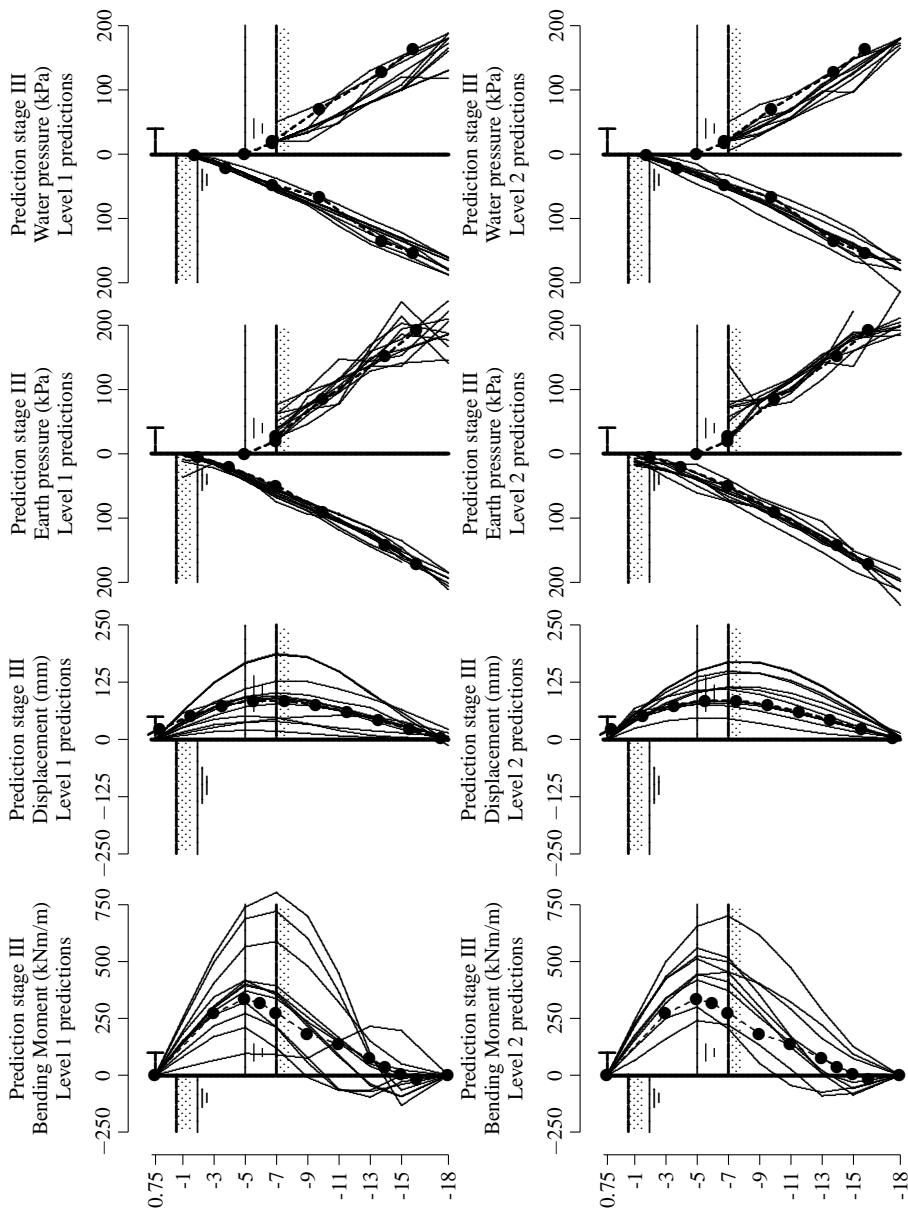 Prediction stage III
Bending Moment (kNm/m)
Level 1 predictions
−250 0 250 500 750
Prediction stage III
Displacement (mm)
Level 1 predictions
−250 −125 0 125 250
Prediction stage III
Earth pressure (kPa)
Level 1 predictions
200 100 0 100 200
Prediction stage III
Water pressure (kPa)
Level 1 predictions
200 100 0 100 200
0.75
-1
-3
-5
-7
-9
-11
-13
-15
-18
Prediction stage III
Bending Moment (kNm/m)
Level 2 predictions
−250 0 250 500 750
Prediction stage III
Displacement (mm)
Level 2 predictions
−250 −125 0 125 250
Prediction stage III
Earth pressure (kPa)
Level 2 predictions
200 100 0 100 200
Prediction stage III
Water pressure (kPa)
Level 2 predictions
200 100 0 100 200
0.75
-1
-3
-5
-7
-9
-11
-13
-15
-18